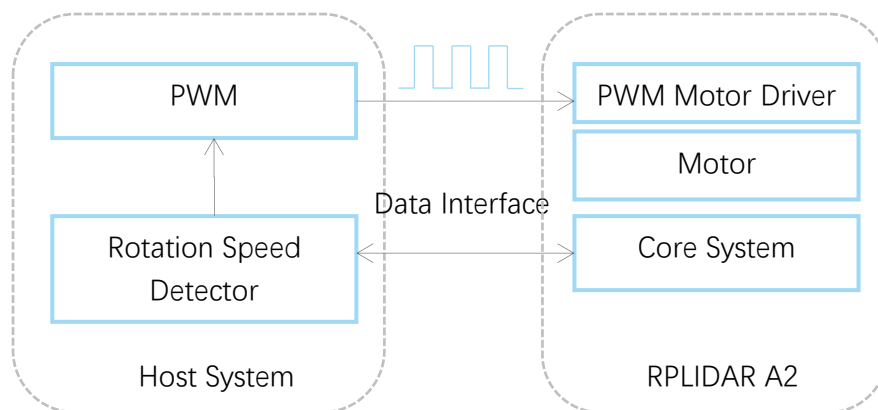 PWM
PWM Motor Driver
Motor
Data Interface
Rotation Speed
Detector
Core System
Host System
RPLIDAR A2